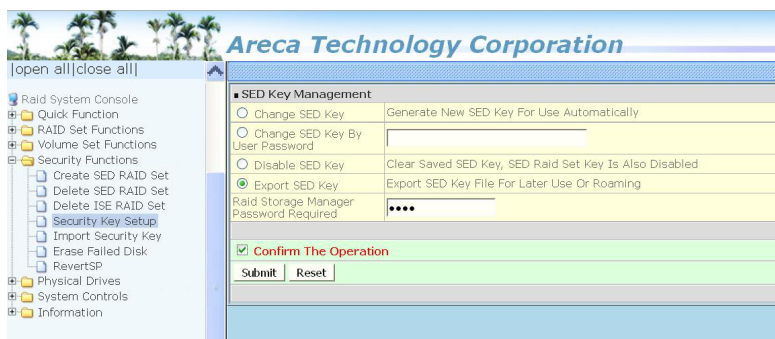 Areca Technology Corporation
|open all|close all|
Raid System Console
Quick Function
RAID Set Functions
Volume Set Functions
Security Functions
Create SED RAID Set
Delete SED RAID Set
Delete ISE RAID Set
Security Key Setup
Import Security Key
Erase Failed Disk
RevertSP
Physical Drives
System Controls
Information
SED Key Management
Change SED Key Generate New SED Key For Use Automatically
Change SED Key By
User Password
Disable SED Key Clear Saved SED Key, SED Raid Set Key Is Also Disabled
Export SED Key Export SED Key File For Later Use Or Roaming
Raid Storage Manager
Password Required ••••
Confirm The Operation
Submit Reset